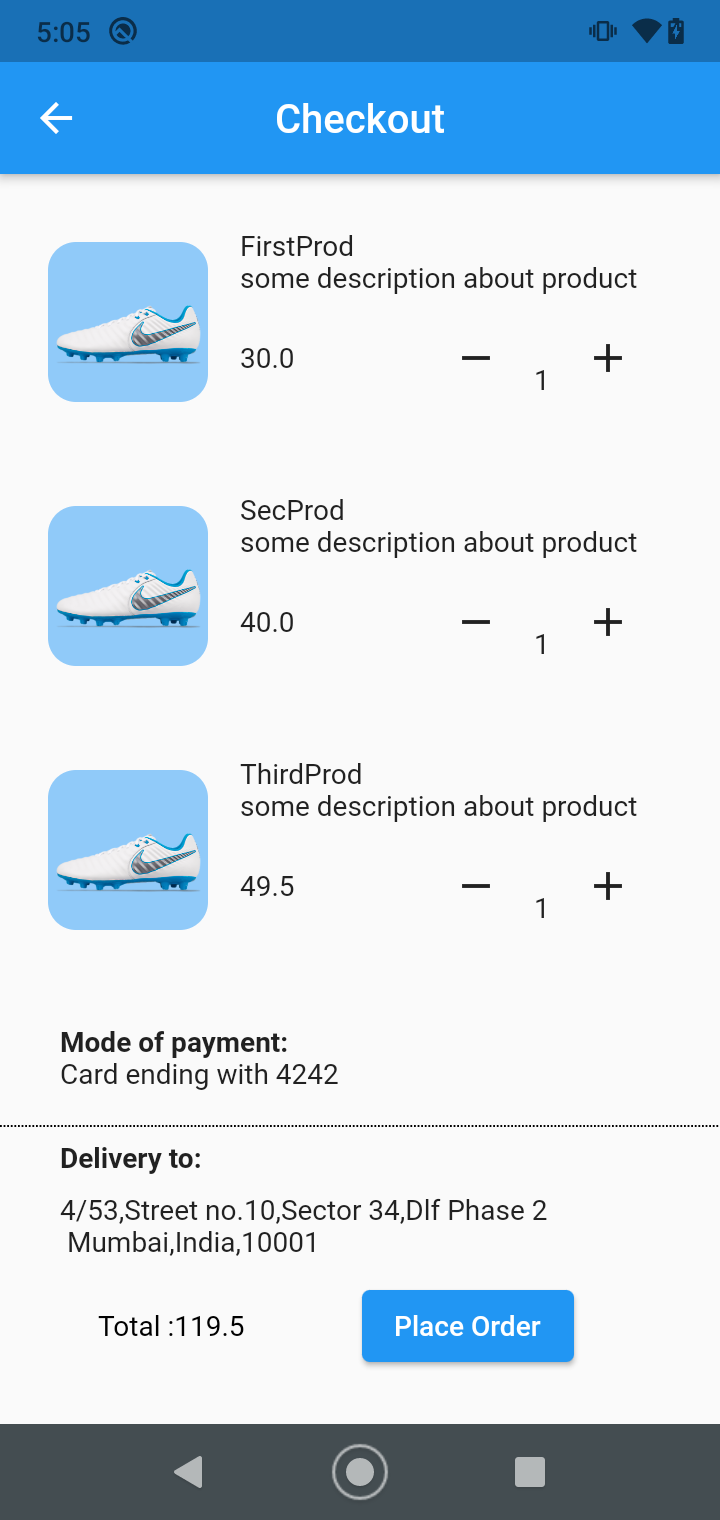 5:05
Checkout
FirstProd
some description about product
30.0
1
SecProd
some description about product
40.0
1
ThirdProd
some description about product
49.5
1
Mode of payment:
Card ending with 4242
Delivery to:
4/53,Street no.10,Sector 34,Dlf Phase 2
Mumbai,India,10001
Total :119.5
Place Order